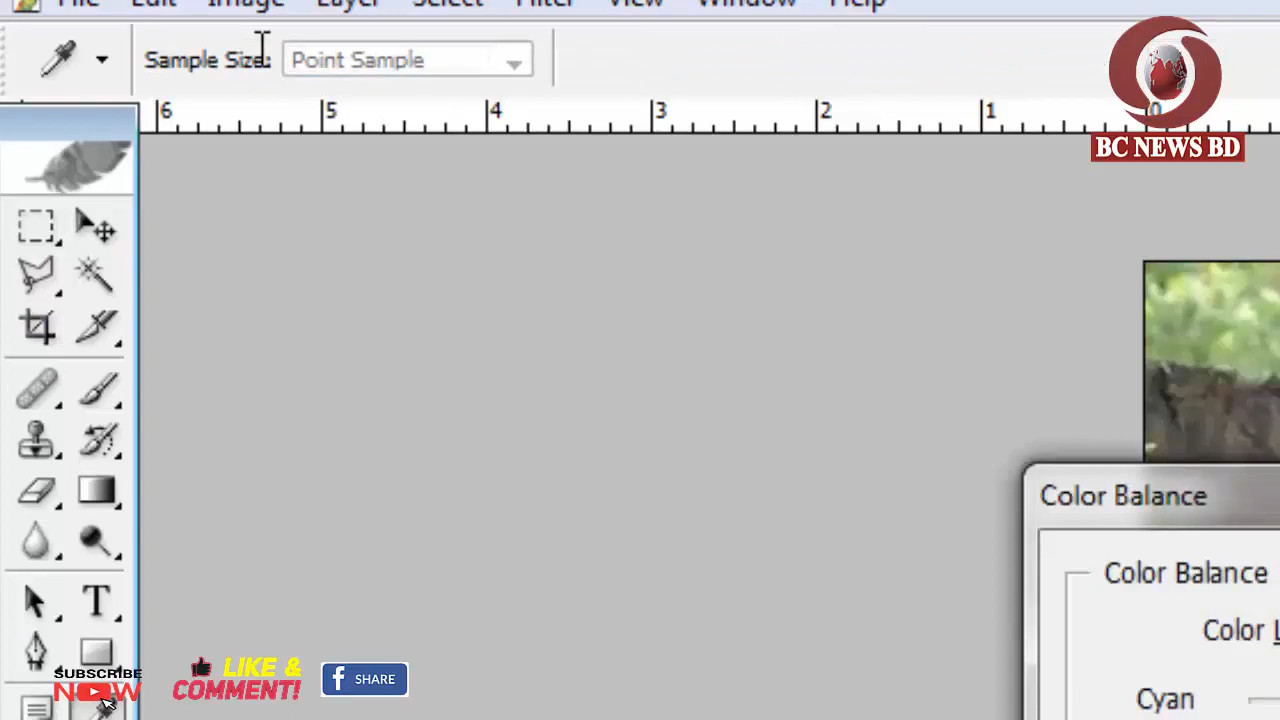 File Edit Image Layer Select Filter View Window Help
Sample Size: Point Sample
6 5 4 3 2 1 0
BC NEWS BD
Color Balance
Color Balance
Color L
Cyan
T
SUBSCRIBE
NOW
LIKE &
COMMENT!
f SHARE